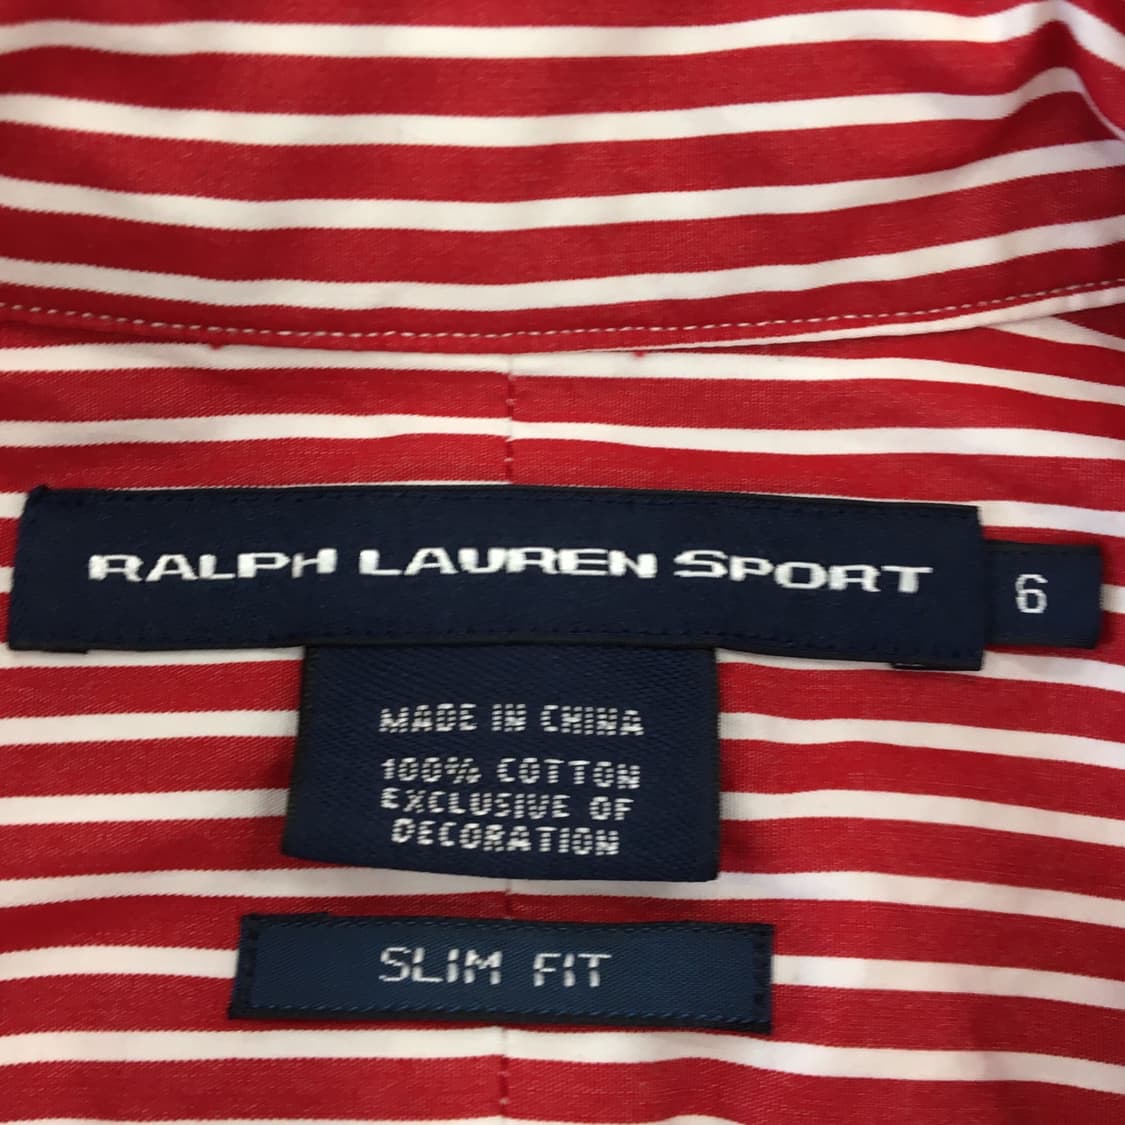 RALPH LAUREN SPORT
6
MADE IN CHINA
100% COTTON
EXCLUSIVE OF
DECORATION
SLIM FIT